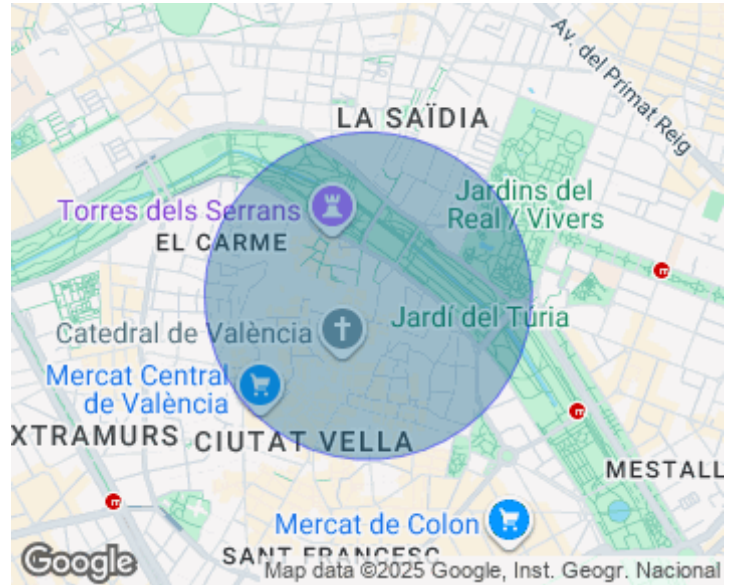 Av. del Primat Reig
LA SAÏDIA
Jardins del
Real / Vivers
Torres dels Serrans
EL CARME
Jardí del Túria
Catedral de València
Mercat Central
de València
XTRAMURS
CIUTAT VELLA
MESTALL
Mercat de Colon
SANT FRANCESC
Google
Map data ©2025 Google, Inst. Geogr. Nacional